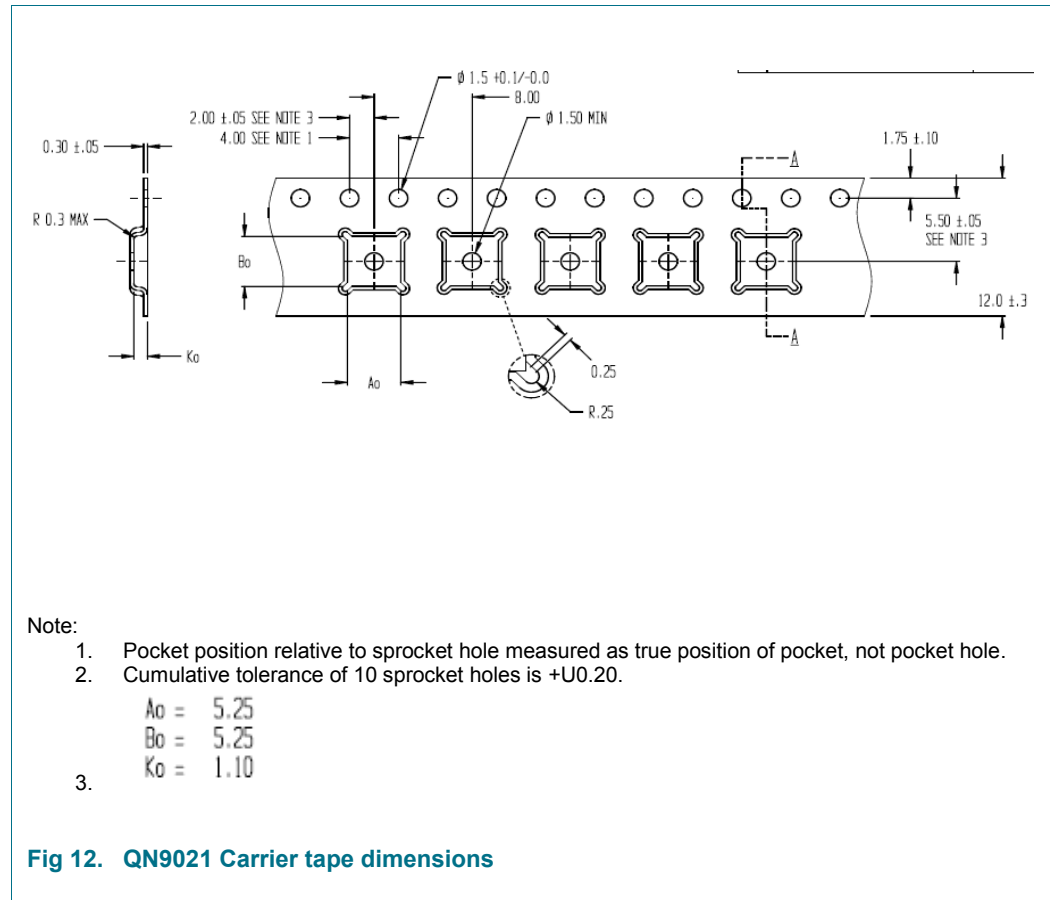 Ø 1.5 +0.1/-0.0
8.00
2.00 ±.05 SEE NOTE 3
Ø 1.50 MIN
4.00 SEE NOTE 1
0.30 ±.05
1.75 ±.10
A
R 0.3 MAX
5.50 ±.05
SEE NOTE 3
Bo
12.0 ±.3
A
Ko
Ao
0.25
R.25
Note:
1. Pocket position relative to sprocket hole measured as true position of pocket, not pocket hole.
2. Cumulative tolerance of 10 sprocket holes is +U0.20.
Ao = 5.25
Bo = 5.25
Ko = 1.10
3.
Fig 12. QN9021 Carrier tape dimensions